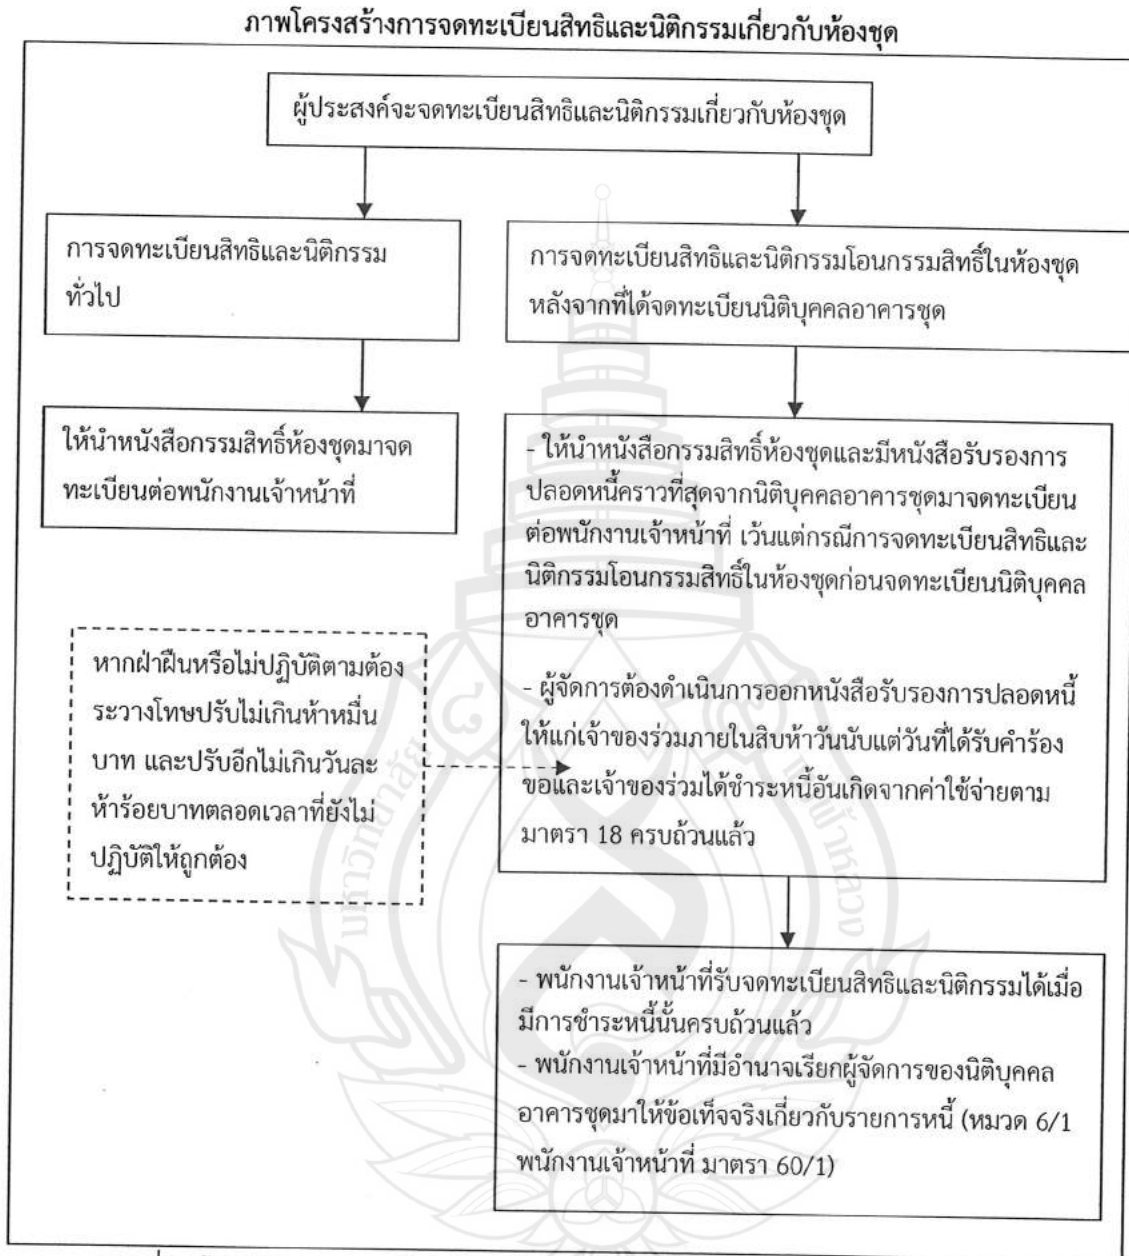 ภาพโครงสร้างการจดทะเบียนสิทธิและนิติกรรมเกี่ยวกับห้องชุด
ผู้ประสงค์จะจดทะเบียนสิทธิและนิติกรรมเกี่ยวกับห้องชุด
การจดทะเบียนสิทธิและนิติกรรม
ทั่วไป
การจดทะเบียนสิทธิและนิติกรรมโอนกรรมสิทธิ์ในห้องชุด
หลังจากที่ได้จดทะเบียนนิติบุคคลอาคารชุด
ให้นำหนังสือกรรมสิทธิ์ห้องชุดมาจด
ทะเบียนต่อพนักงานเจ้าหน้าที่
- ให้นำหนังสือกรรมสิทธิ์ห้องชุดและมีหนังสือรับรองการ
ปลอดหนี้คราวที่สุดจากนิติบุคคลอาคารชุดมาจดทะเบียน
ต่อพนักงานเจ้าหน้าที่ เว้นแต่กรณีการจดทะเบียนสิทธิและ
นิติกรรมโอนกรรมสิทธิ์ในห้องชุดก่อนจดทะเบียนนิติบุคคล
อาคารชุด
- ผู้จัดการต้องดำเนินการออกหนังสือรับรองการปลอดหนี้
ให้แก่เจ้าของร่วมภายในสิบห้าวันนับแต่วันที่ได้รับคำร้อง
ขอและเจ้าของร่วมได้ชำระหนี้อันเกิดจากค่าใช้จ่ายตาม
มาตรา 18 ครบถ้วนแล้ว
หากฝ่าฝืนหรือไม่ปฏิบัติตามต้อง
ระวางโทษปรับไม่เกินห้าหมื่น
บาท และปรับอีกไม่เกินวันละ
ห้าร้อยบาทตลอดเวลาที่ยังไม่
ปฏิบัติให้ถูกต้อง
- พนักงานเจ้าหน้าที่รับจดทะเบียนสิทธิและนิติกรรมได้เมื่อ
มีการชำระหนี้นั้นครบถ้วนแล้ว
- พนักงานเจ้าหน้าที่มีอำนาจเรียกผู้จัดการของนิติบุคคล
อาคารชุดมาให้ข้อเท็จจริงเกี่ยวกับรายการหนี้ (หมวด 6/1
พนักงานเจ้าหน้าที่ มาตรา 60/1)
มหาวิทยาลัย
แม่ฟ้าหลวง